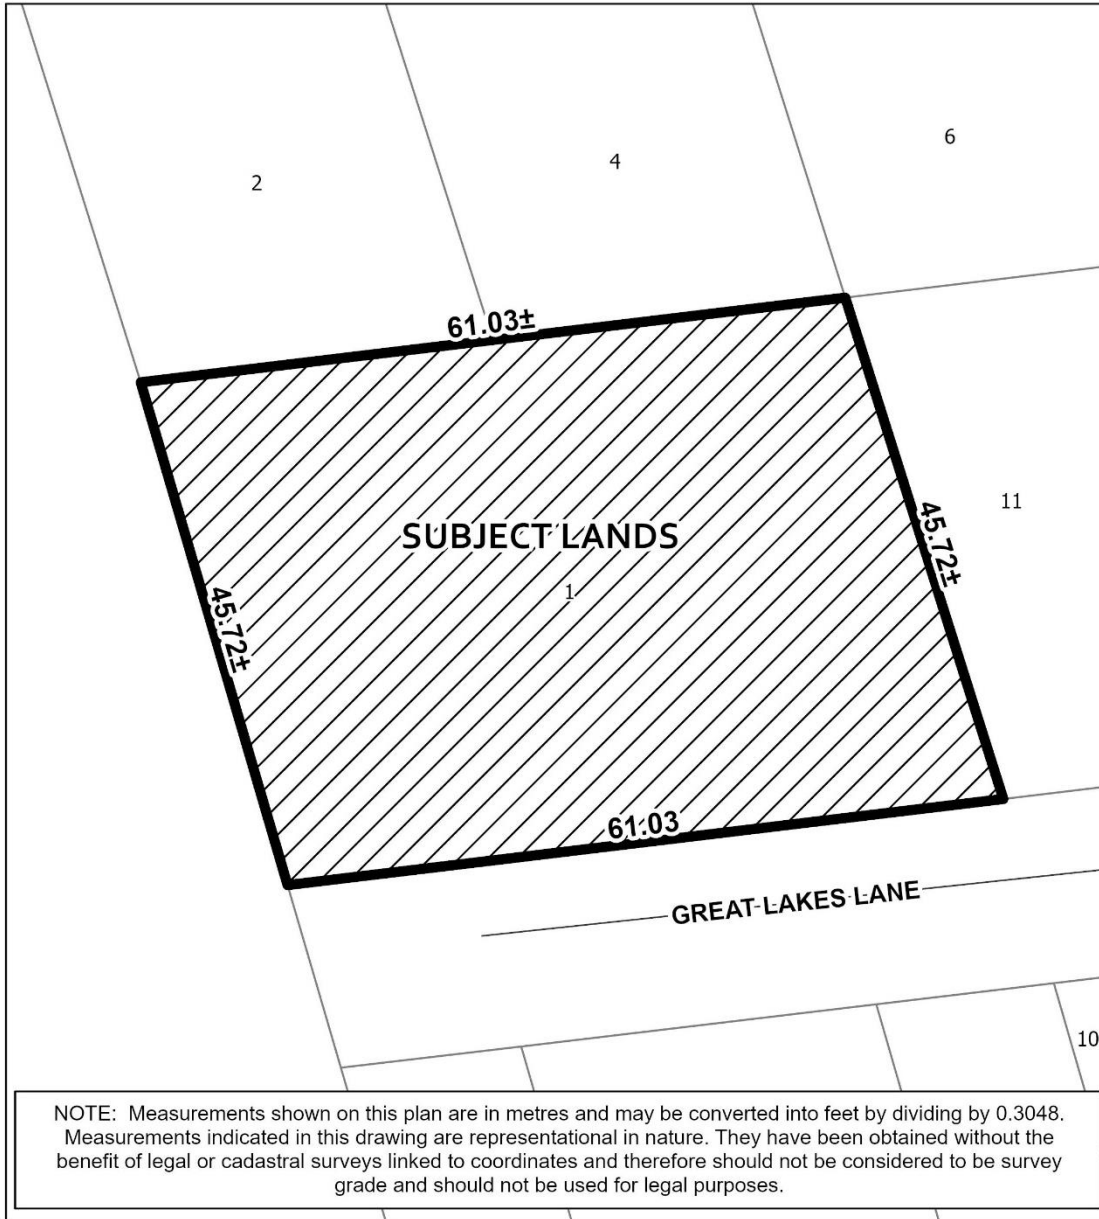 6
4
2
61.03±
11
SUBJECT LANDS
45.72±
1
45.72±
61.03
GREAT LAKES LANE
10
NOTE: Measurements shown on this plan are in metres and may be converted into feet by dividing by 0.3048.
Measurements indicated in this drawing are representational in nature. They have been obtained without the
benefit of legal or cadastral surveys linked to coordinates and therefore should not be considered to be survey
grade and should not be used for legal purposes.